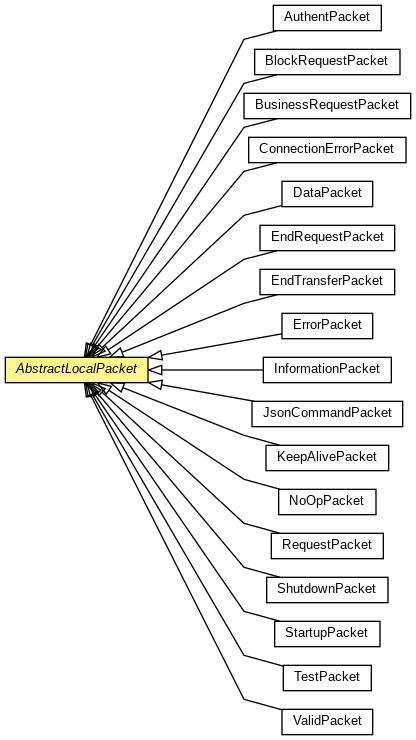 AuthentPacket
BlockRequestPacket
BusinessRequestPacket
ConnectionErrorPacket
DataPacket
EndRequestPacket
EndTransferPacket
ErrorPacket
AbstractLocalPacket
InformationPacket
JsonCommandPacket
KeepAlivePacket
NoOpPacket
RequestPacket
ShutdownPacket
StartupPacket
TestPacket
ValidPacket